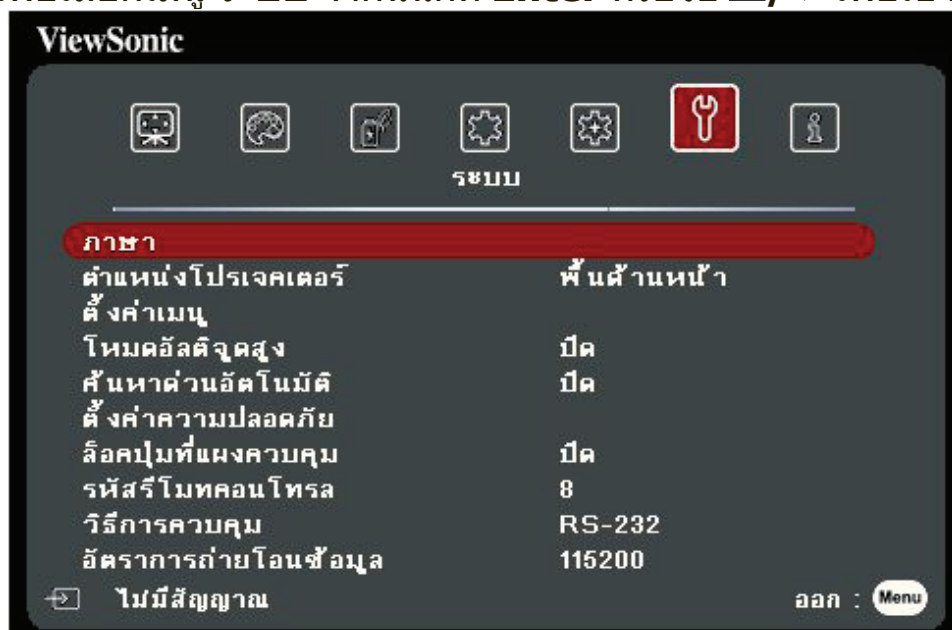 Enter
ViewSonic
ระบบ
ภาษา
ตำแหน่งโปรเจคเตอร์ พื้นด้านหน้า
ตั้งค่าเมนู
โหมดอัลติจูดสูง ปิด
ค้นหาด่วนอัตโนมัติ ปิด
ตั้งค่าความปลอดภัย
ล็อคปุ่มที่แผงควบคุม ปิด
รหัสรีโมทคอนโทรล 8
วิธีการควบคุม RS-232
อัตราการถ่ายโอนข้อมูล 115200
ไม่มีสัญญาณ ออก : Menu